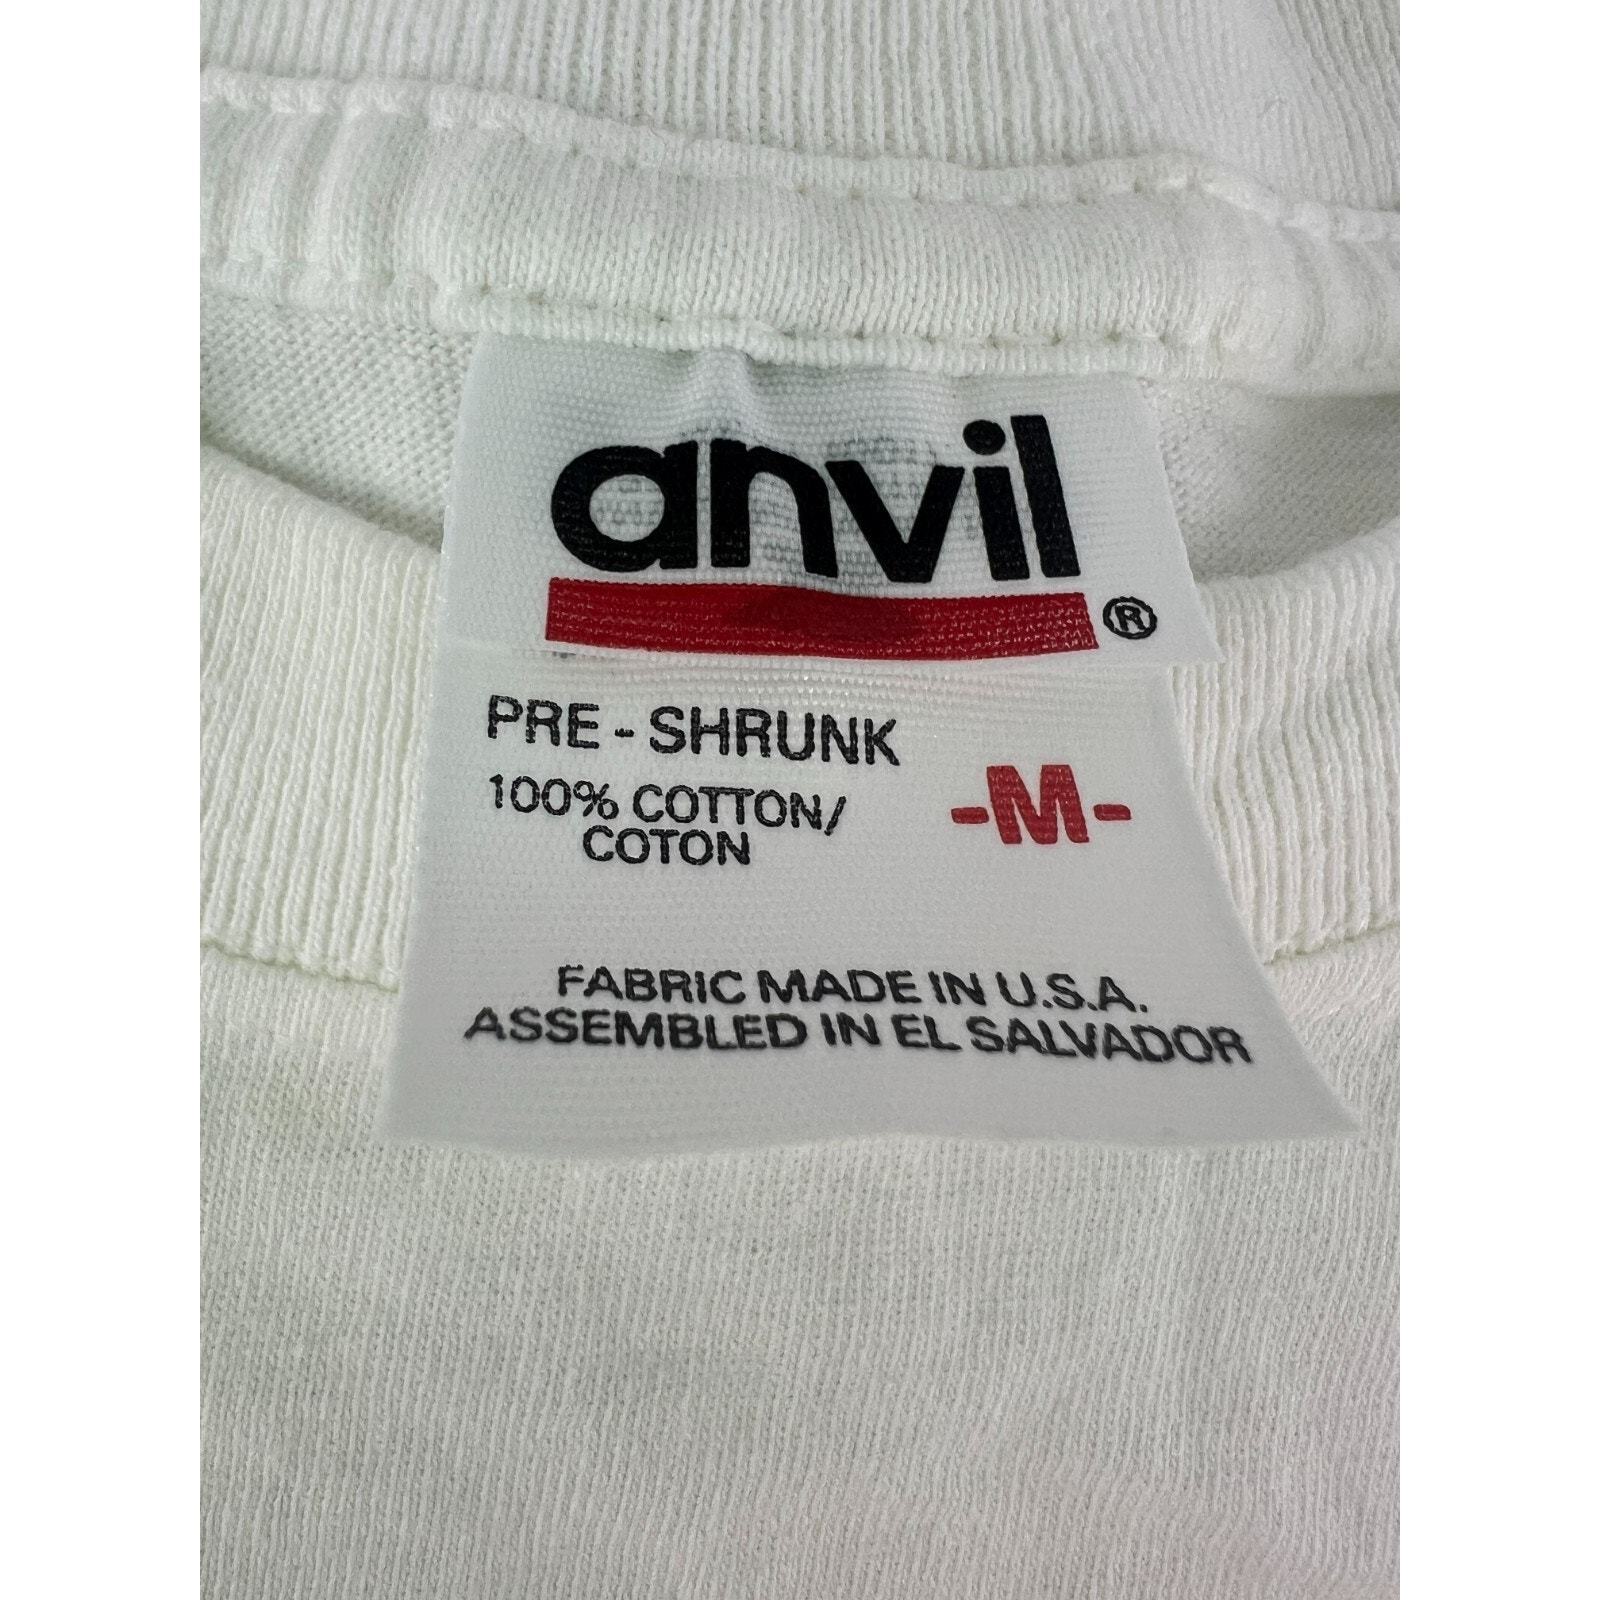 anvil
®
PRE-SHRUNK
100% COTTON/
COTON
-M-
FABRIC MADE IN U.S.A.
ASSEMBLED IN EL SALVADOR